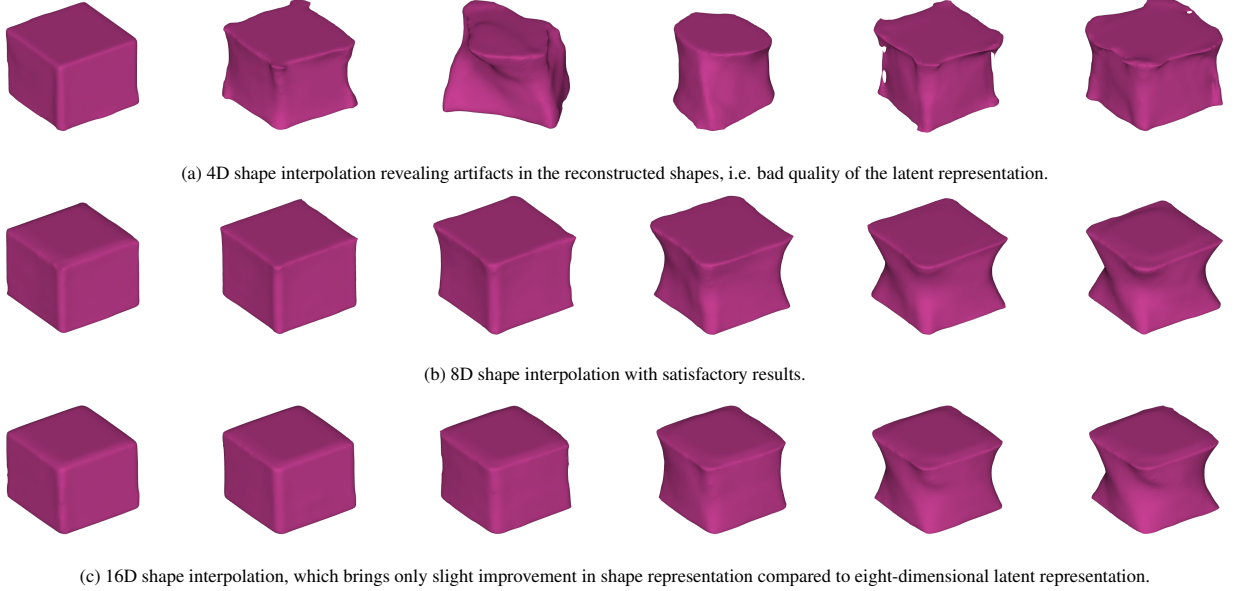 (a) 4D shape interpolation revealing artifacts in the reconstructed shapes, i.e. bad quality of the latent representation.
(b) 8D shape interpolation with satisfactory results.
(c) 16D shape interpolation, which brings only slight improvement in shape representation compared to eight-dimensional latent representation.